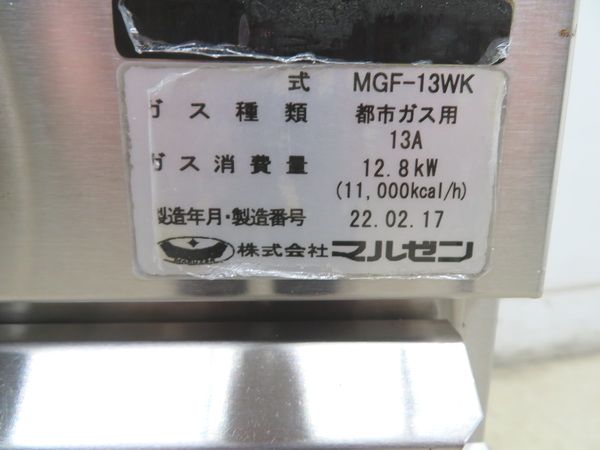 式 MGF-13WK
ガス種類 都市ガス用
13A
ガス消費量 12.8kW
(11,000kcal/h)
製造年月・製造番号 22.02.17
MARUZEN 株式会社 マルゼン